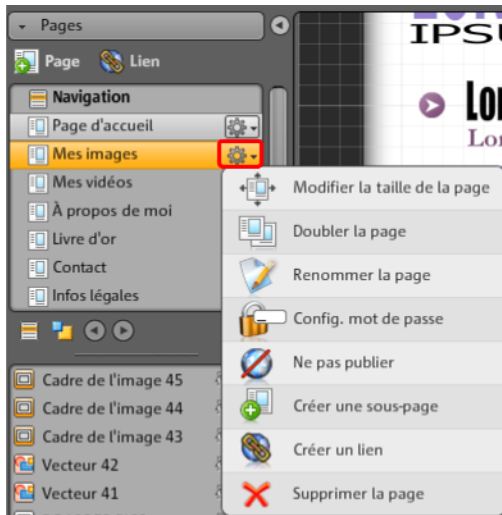 Pages
IPSU
Page Lien
Navigation
Page d'accueil
Mes images
Mes vidéos
À propos de moi
Livre d'or
Contact
Infos légales
Lor
Modifier la taille de la page
Doubler la page
Renommer la page
Config. mot de passe
Ne pas publier
Créer une sous-page
Créer un lien
Supprimer la page
Cadre de l'image 45
Cadre de l'image 44
Cadre de l'image 43
Vecteur 42
Vecteur 41